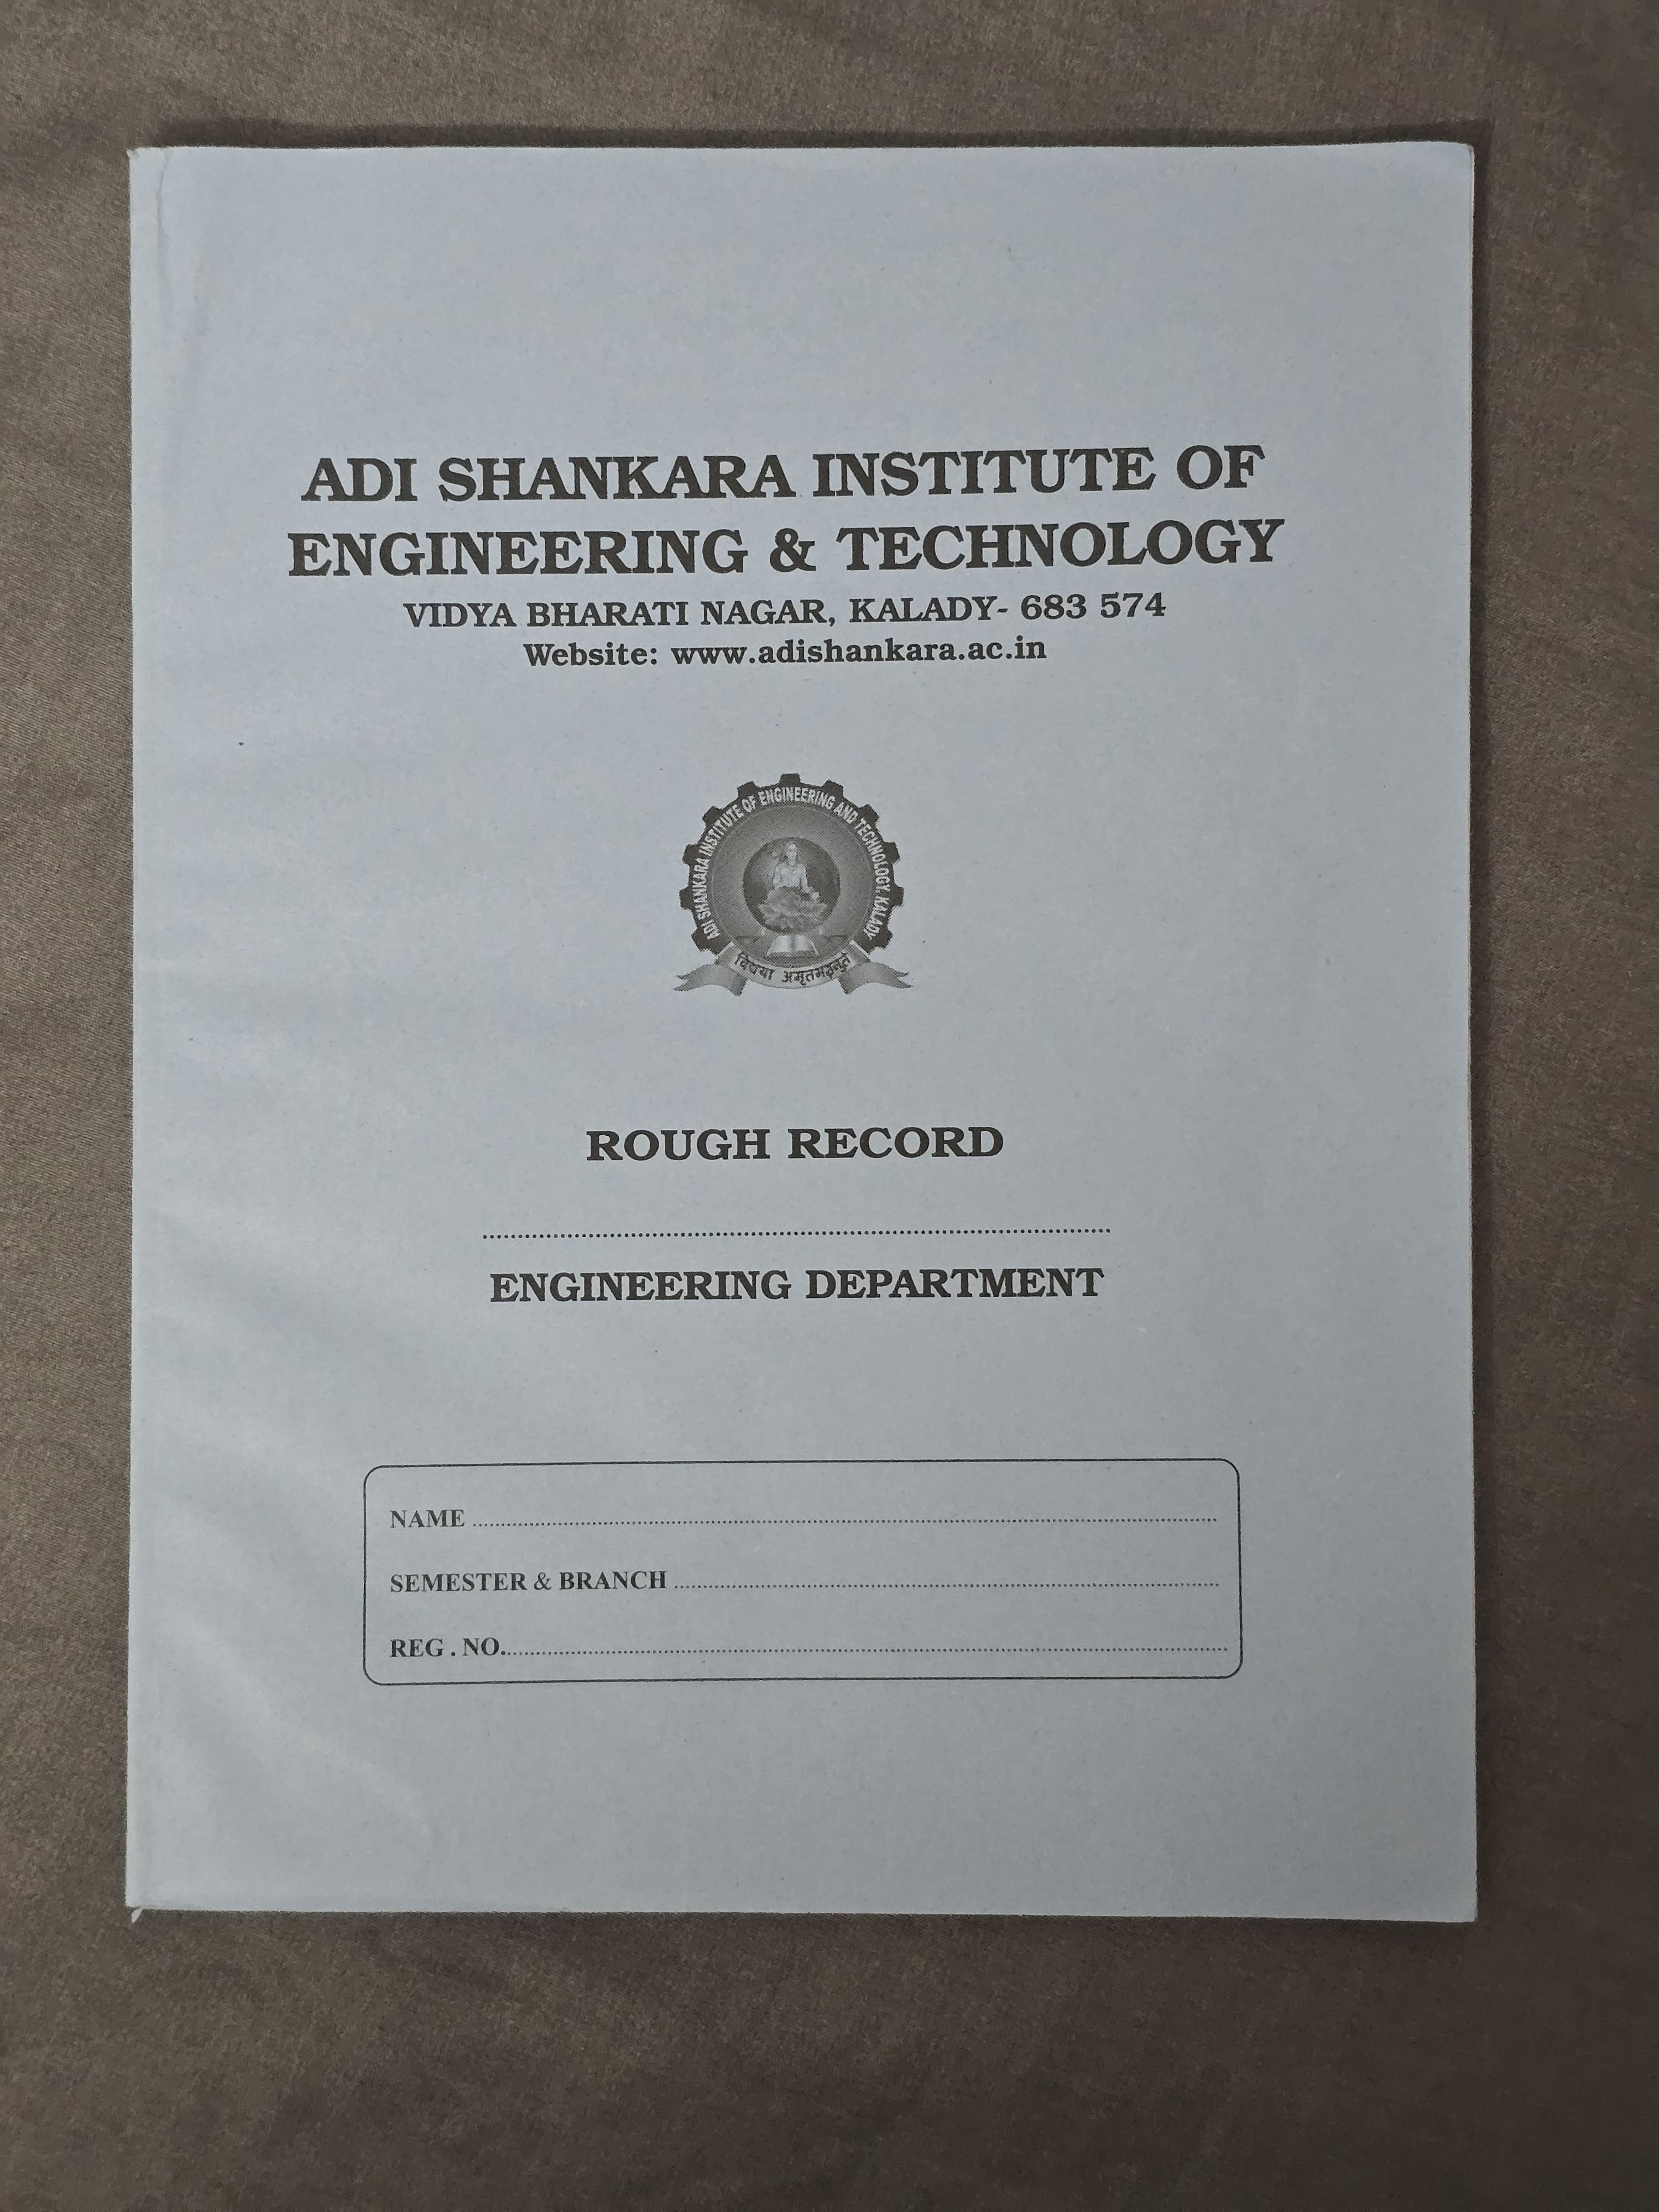 ADI SHANKARA INSTITUTE OF
ENGINEERING & TECHNOLOGY
VIDYA BHARATI NAGAR, KALADY- 683 574
Website: www.adishankara.ac.in
ADI SHANKARA INSTITUTE OF ENGINEERING AND TECHNOLOGY, KALADY
विद्यया अमृतमश्नुते
ROUGH RECORD
....................................................................................
ENGINEERING DEPARTMENT
NAME ....................................................................................
SEMESTER & BRANCH ....................................................................................
REG . NO. ....................................................................................